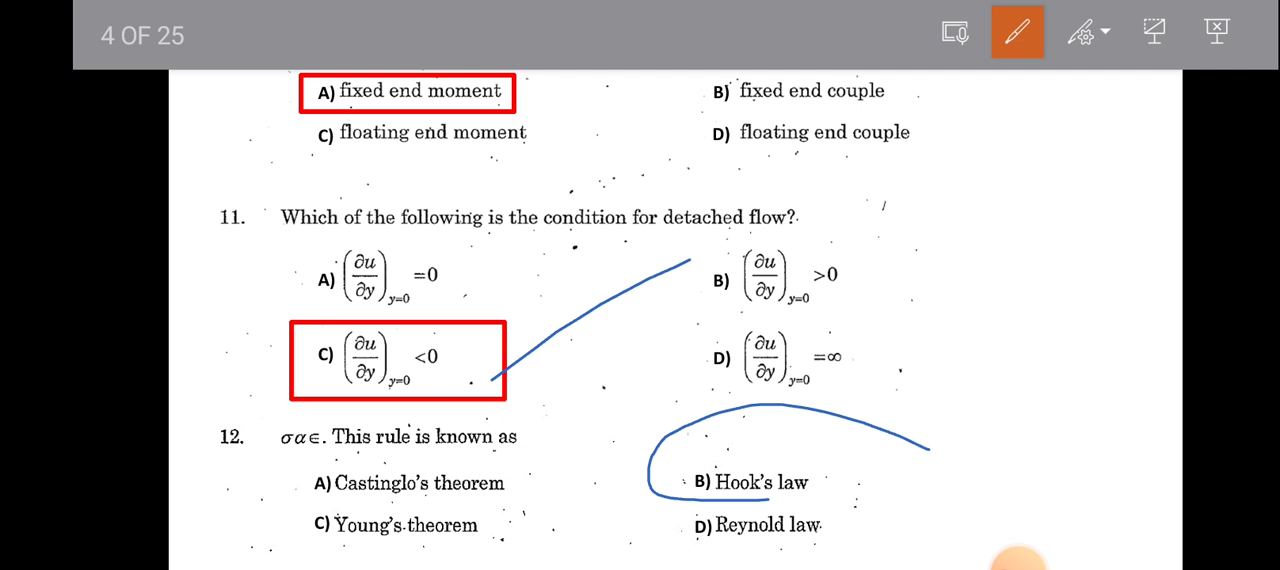 4 OF 25
A) fixed end moment B) fixed end couple
C) floating end moment D) floating end couple
11. Which of the following is the condition for detached flow?
A) (∂u/∂y)y=0 =0 B) (∂u/∂y)y=0 >0
C) (∂u/∂y)y=0 <0 D) (∂u/∂y)y=0 =∞
12. σαϵ. This rule is known as
A) Castinglo's theorem B) Hook's law
C) Young's theorem D) Reynold law